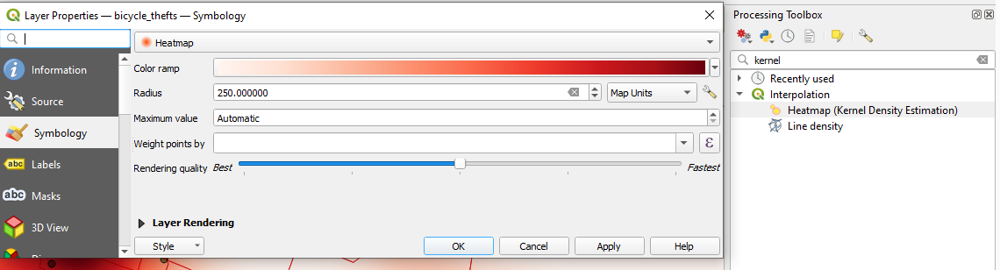 Layer Properties — bicycle_thefts — Symbology
Heatmap
Information
Source
Symbology
Labels
Masks
3D View
Color ramp
Radius 250.000000 Map Units
Maximum value Automatic
Weight points by ε
Rendering quality Best Fastest
Layer Rendering
Style OK Cancel Apply Help
Processing Toolbox
kernel
Recently used
Interpolation
Heatmap (Kernel Density Estimation)
Line density
abc
abc